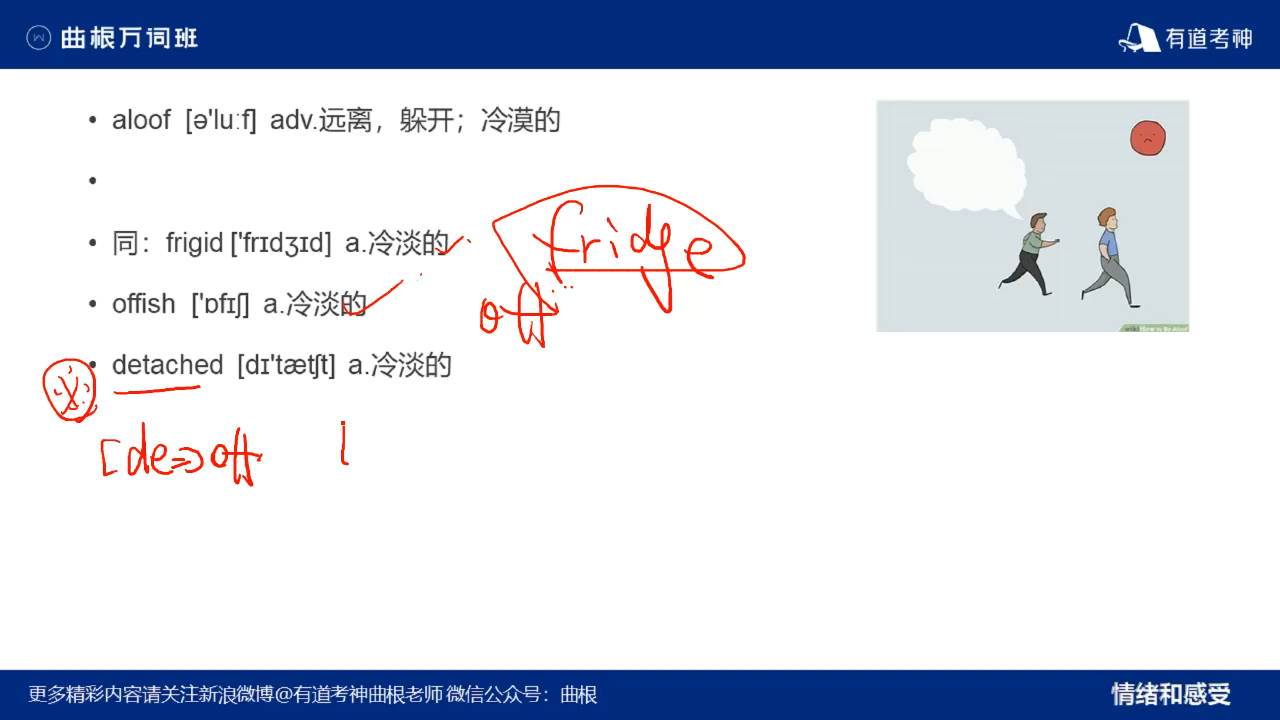 曲根万词班
有道考神
• aloof [ə'luːf] adv.远离，躲开；冷漠的
•
• 同：frigid ['frɪdʒɪd] a.冷淡的
fridge
• offish ['ɒfɪʃ] a.冷淡的
off
• detached [dɪ'tætʃt] a.冷淡的
[de⇒off
更多精彩内容请关注新浪微博@有道考神曲根老师 微信公众号：曲根
情绪和感受